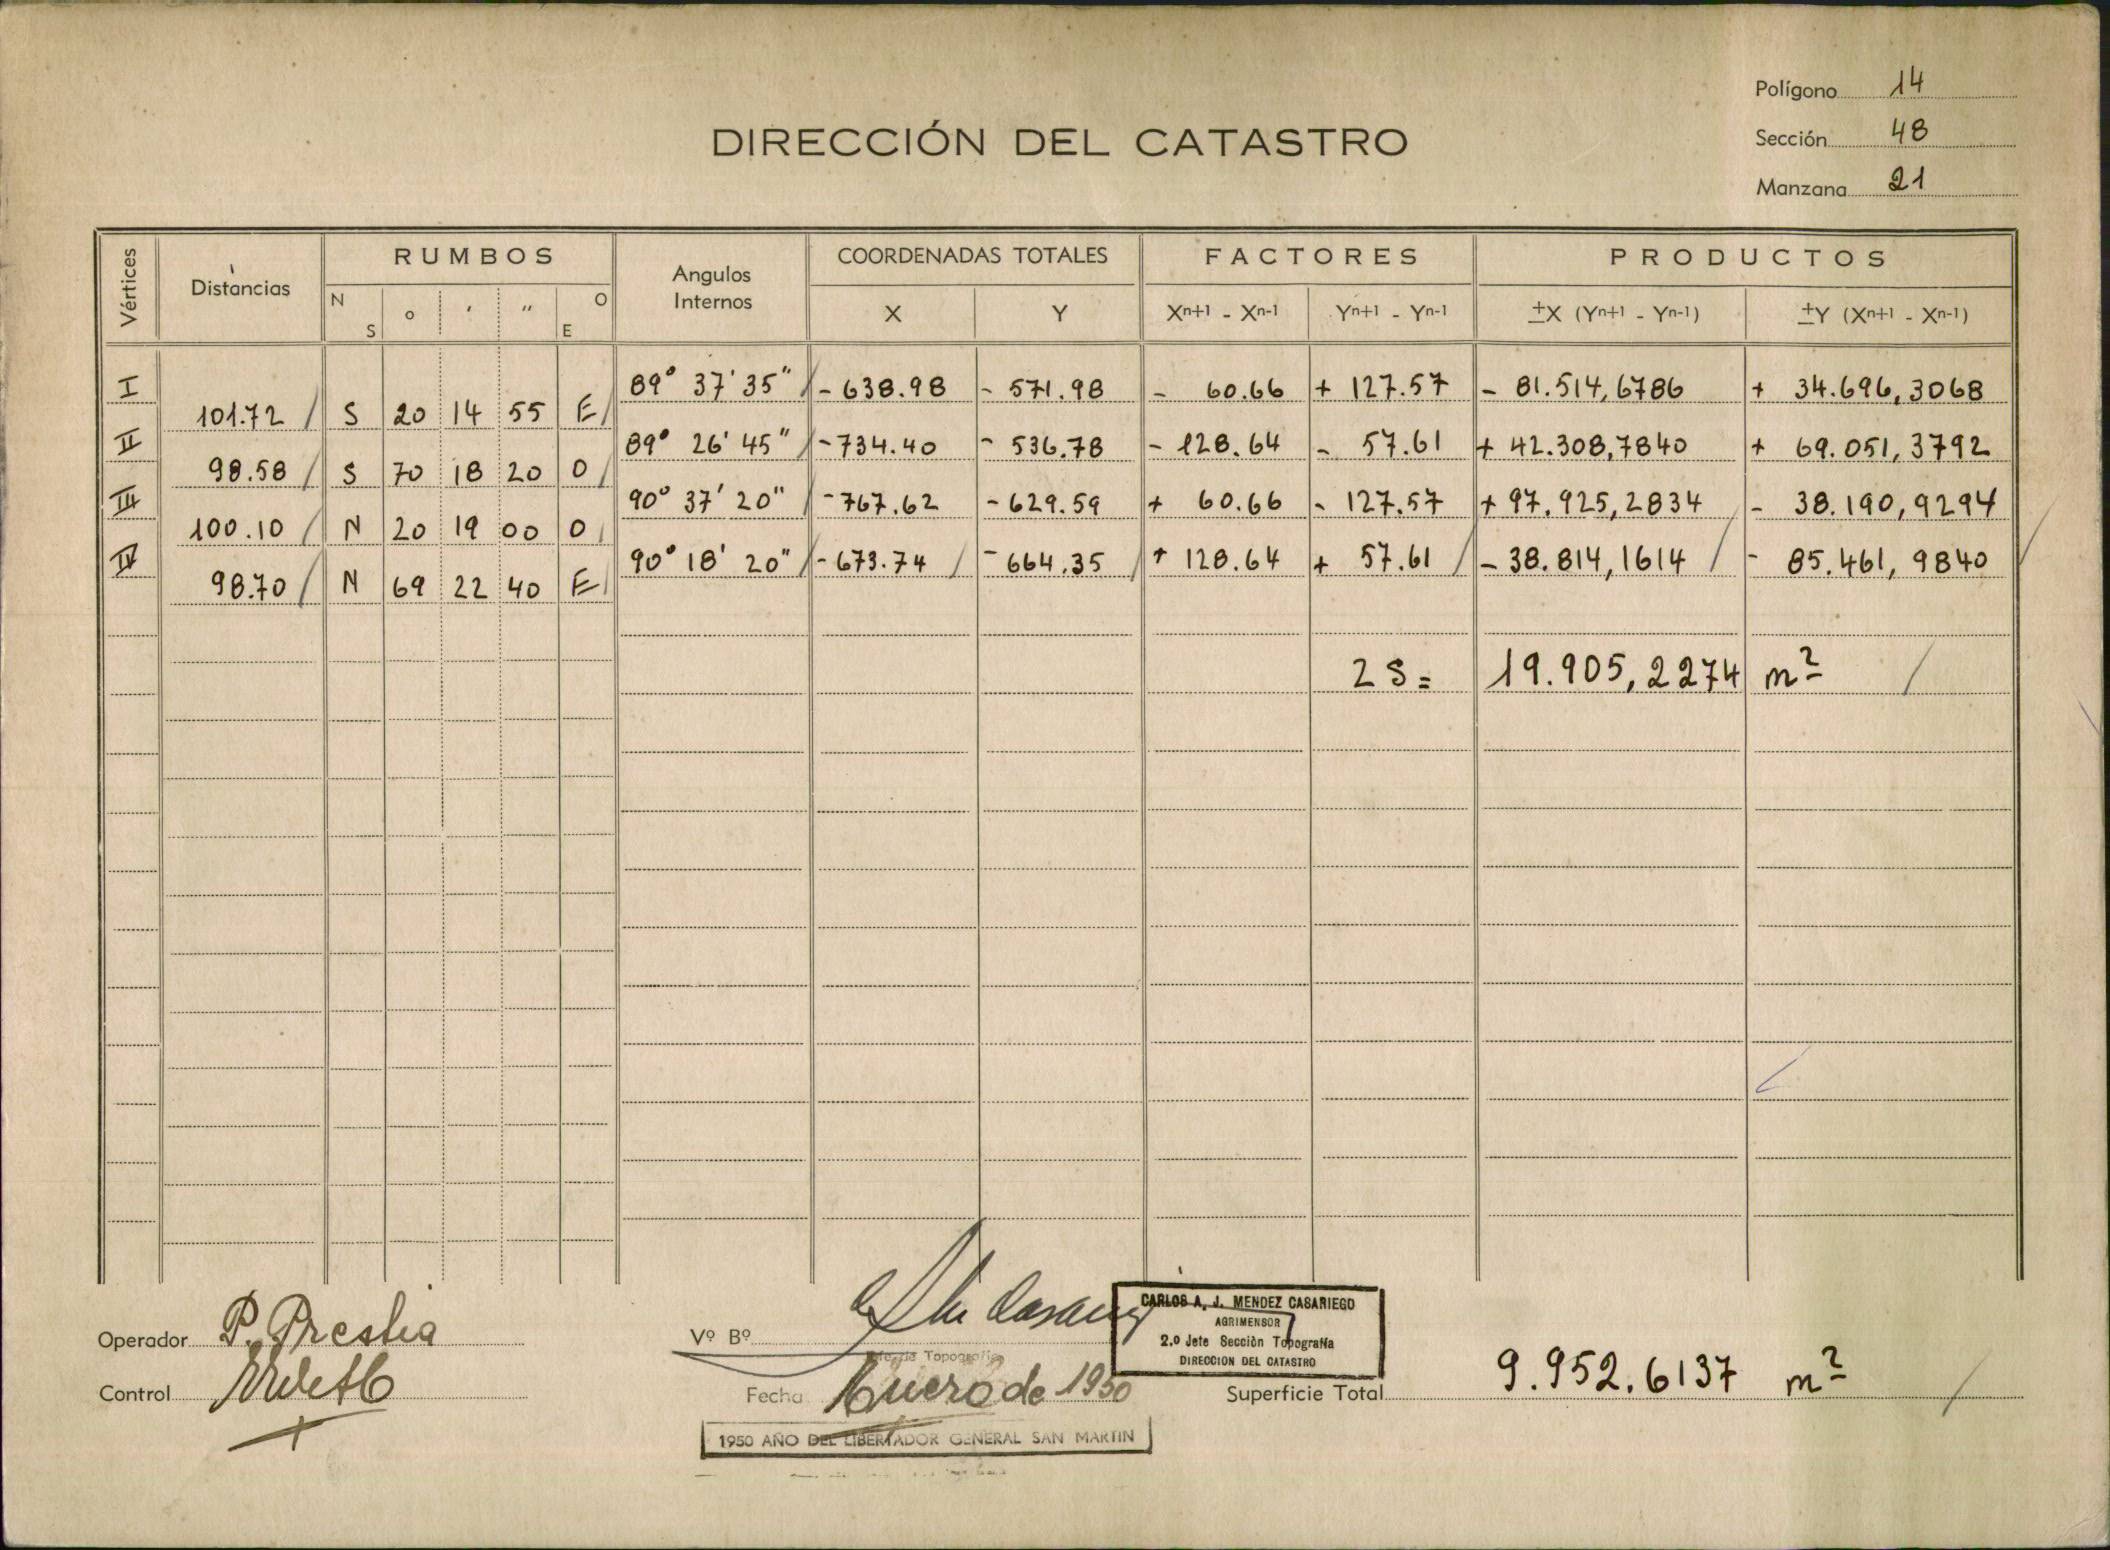 Polígono 14
DIRECCIÓN DEL CATASTRO
Sección 48
Manzana 21
Vértices Distancias RUMBOS Angulos Internos COORDENADAS TOTALES FACTORES PRODUCTOS
N S ° ' " O E X Y Xn+1 - Xn-1 Yn+1 - Yn-1 ±X (Yn+1 - Yn-1) ±Y (Xn+1 - Xn-1)
I 89° 37' 35" - 638.98 - 571.98 - 60.66 + 127.57 - 81.514,6786 + 34.696,3068
101.72 S 20 14 55 E
II 89° 26' 45" - 734.40 - 536.78 - 128.64 - 57.61 + 42.308,7840 + 69.051,3792
98.58 S 70 18 20 O
III 90° 37' 20" - 767.62 - 629.59 + 60.66 - 127.57 + 97.925,2834 - 38.190,9294
100.10 N 20 19 00 O
IV 90° 18' 20" - 673.74 - 664.35 + 128.64 + 57.61 - 38.814,1614 - 85.461,9840
98.70 N 69 22 40 E
2 S = 19.905,2274 m²
CARLOS A. J. MENDEZ CASARIEGO
AGRIMENSOR
2.º Jefe Sección Topografía
DIRECCION DEL CATASTRO
Operador P. Prestia
Vº Bº
Topografía
Control
Fecha Enero de 1950
Superficie Total 9.952.6137 m²
1950 AÑO DEL LIBERTADOR GENERAL SAN MARTIN